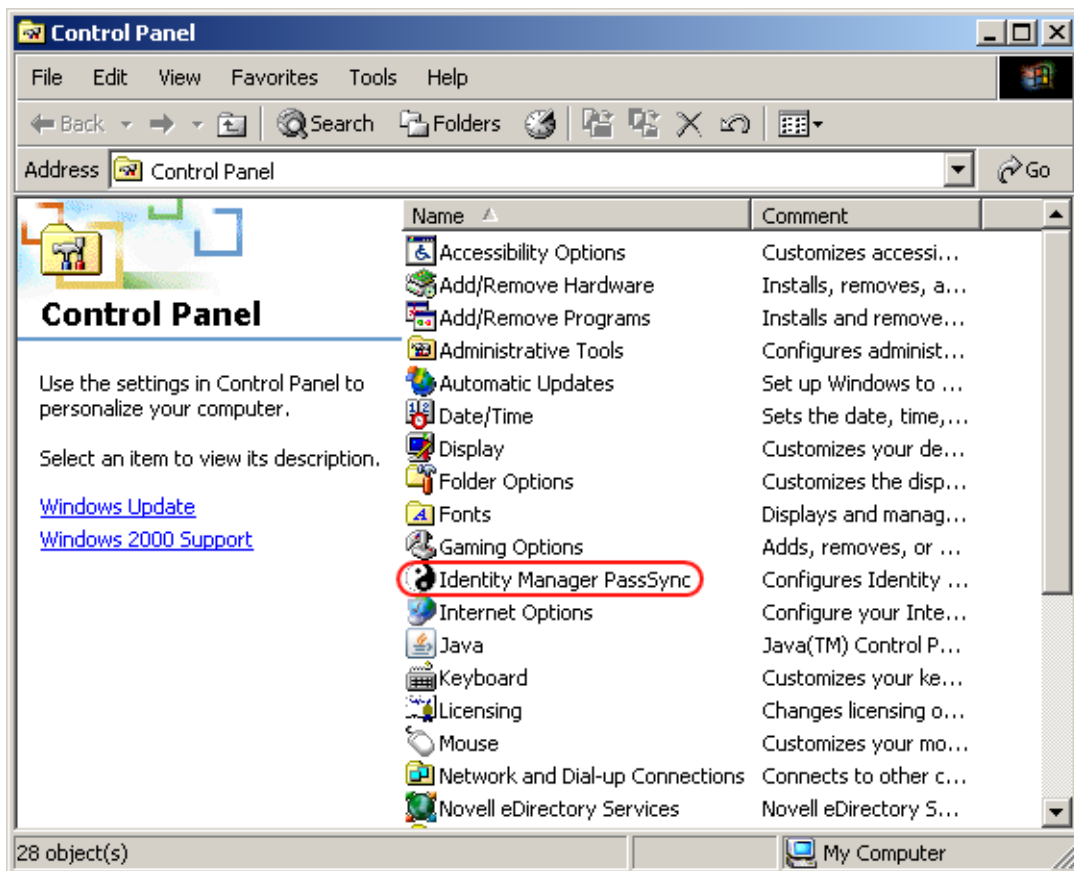 Control Panel
File Edit View Favorites Tools Help
Back Search Folders
Address Control Panel Go
Control Panel
Use the settings in Control Panel to
personalize your computer.
Select an item to view its description.
Windows Update
Windows 2000 Support
Name Comment
Accessibility Options Customizes accessi...
Add/Remove Hardware Installs, removes, a...
Add/Remove Programs Installs and remove...
Administrative Tools Configures administ...
Automatic Updates Set up Windows to ...
Date/Time Sets the date, time,...
Display Customizes your de...
Folder Options Customizes the disp...
Fonts Displays and manag...
Gaming Options Adds, removes, or ...
Identity Manager PassSync Configures Identity ...
Internet Options Configure your Inte...
Java Java(TM) Control P...
Keyboard Customizes your ke...
Licensing Changes licensing o...
Mouse Customizes your mo...
Network and Dial-up Connections Connects to other c...
Novell eDirectory Services Novell eDirectory S...
28 object(s) My Computer